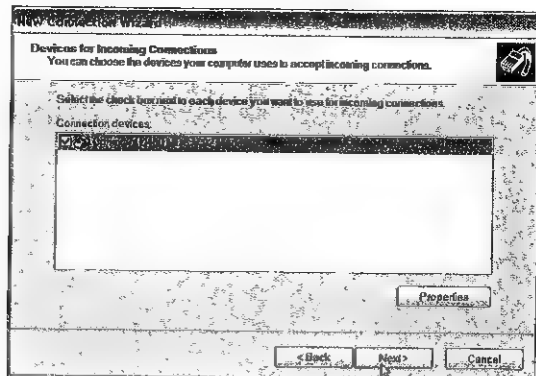 New Connection Wizard
Devices for Incoming Connections
You can choose the devices your computer uses to accept incoming connections.
Select the check box next to each device you want to use for incoming connections.
Connection devices:
Properties
< Back
Next >
Cancel